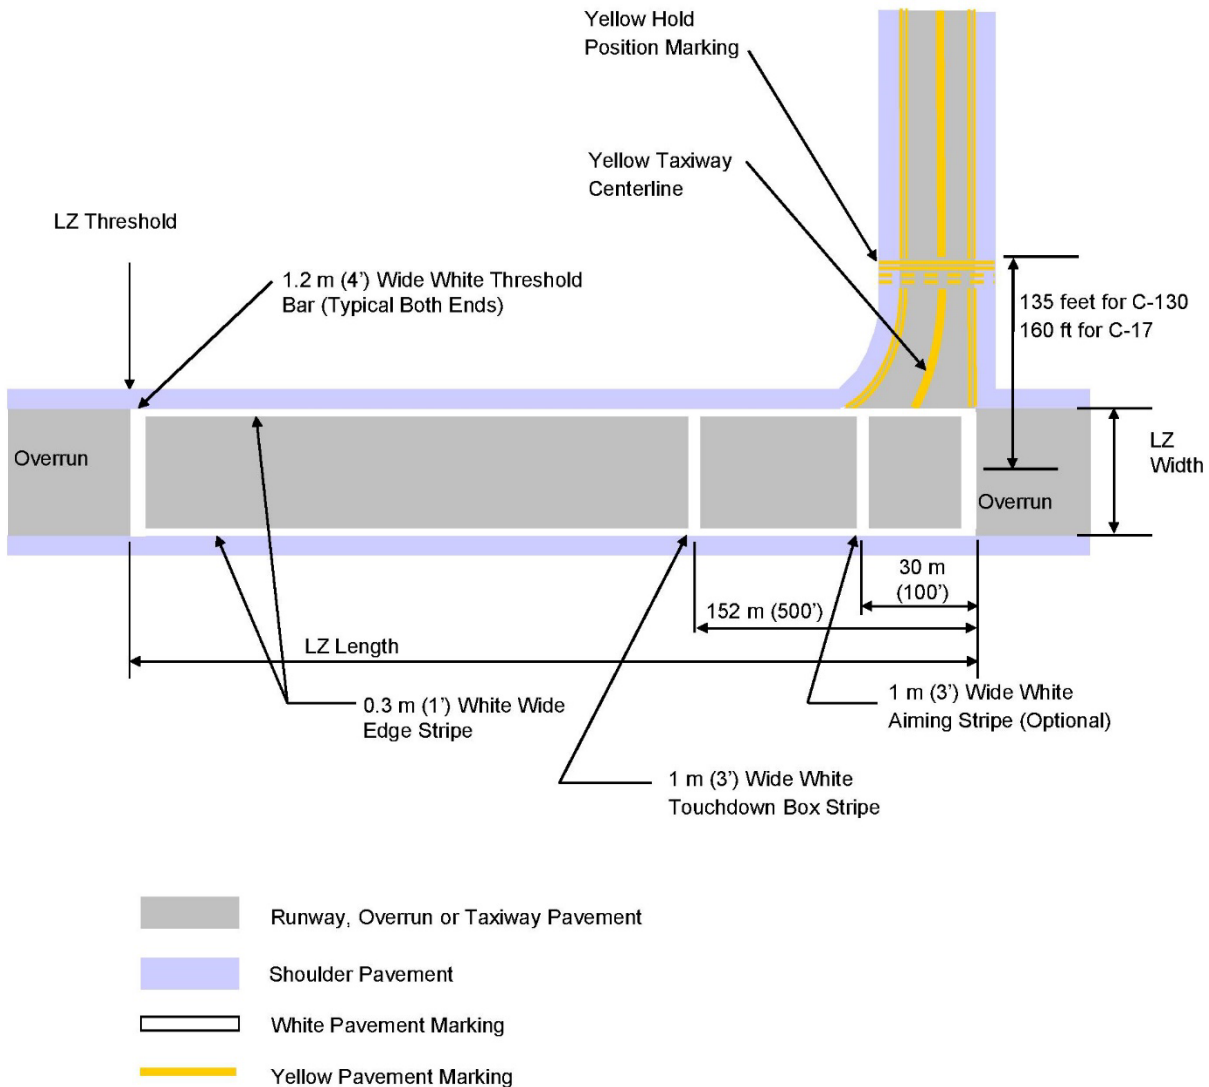 Yellow Hold
Position Marking
Yellow Taxiway
Centerline
LZ Threshold
1.2 m (4’) Wide White Threshold
Bar (Typical Both Ends)
135 feet for C-130
160 ft for C-17
Overrun
LZ
Width
Overrun
30 m
(100’)
152 m (500’)
LZ Length
0.3 m (1’) White Wide
Edge Stripe
1 m (3’) Wide White
Aiming Stripe (Optional)
1 m (3’) Wide White
Touchdown Box Stripe
Runway, Overrun or Taxiway Pavement
Shoulder Pavement
White Pavement Marking
Yellow Pavement Marking